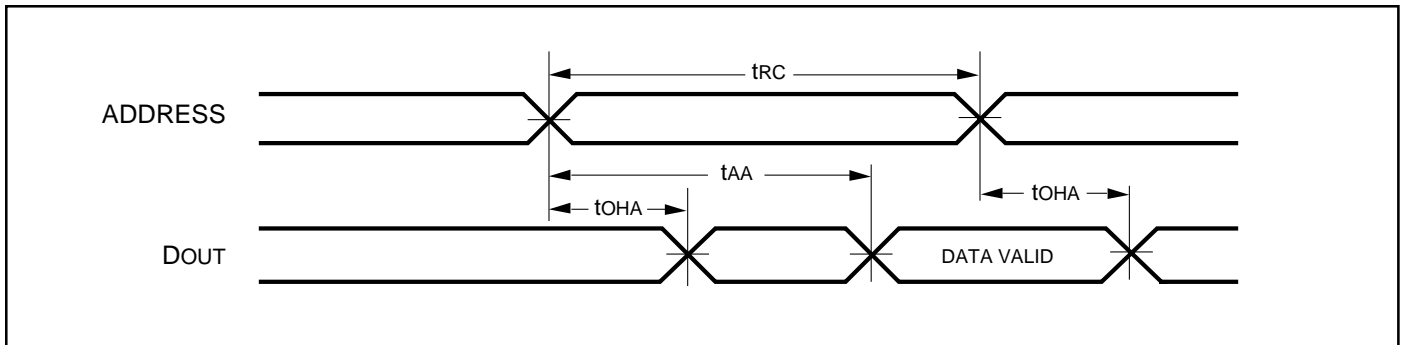 tRC
ADDRESS
tAA
tOHA
tOHA
DOUT
DATA VALID